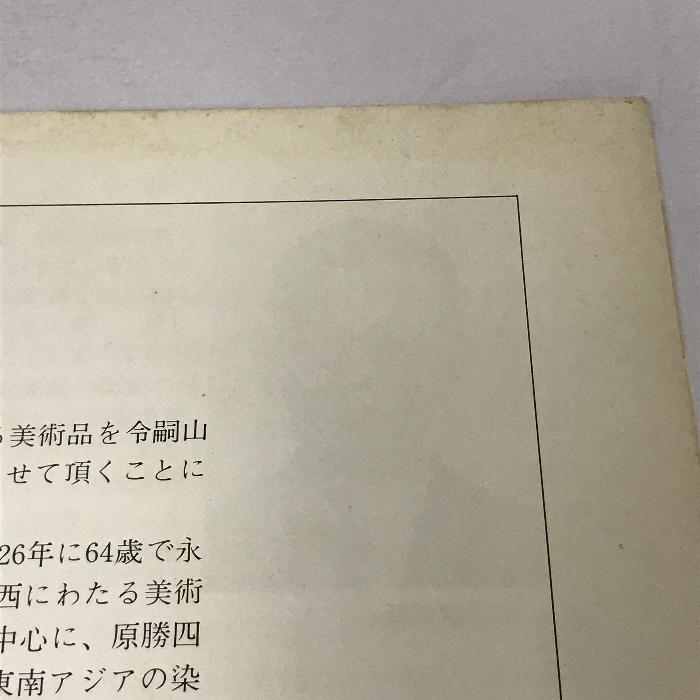 美術品を令嗣山
せて頂くことに
26年に64歳で永
西にわたる美術
中心に、原勝四
東南アジアの染